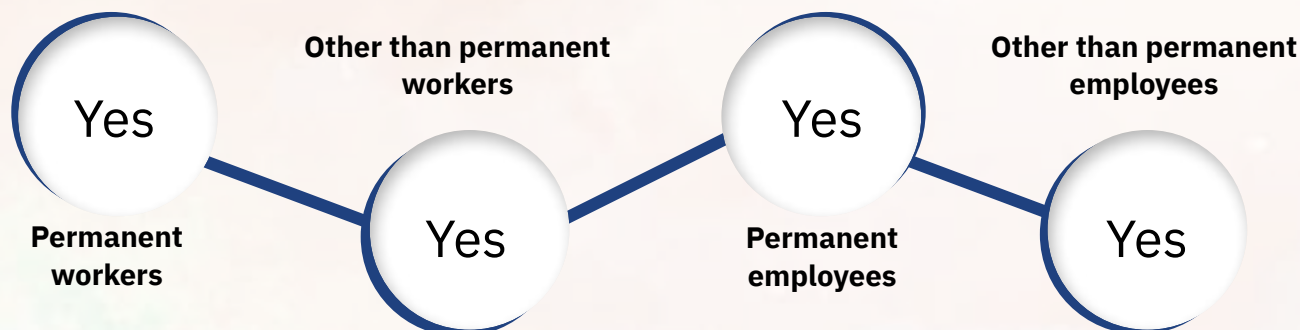 Yes
Permanent
workers
Other than permanent
workers
Yes
Yes
Permanent
employees
Other than permanent
employees
Yes